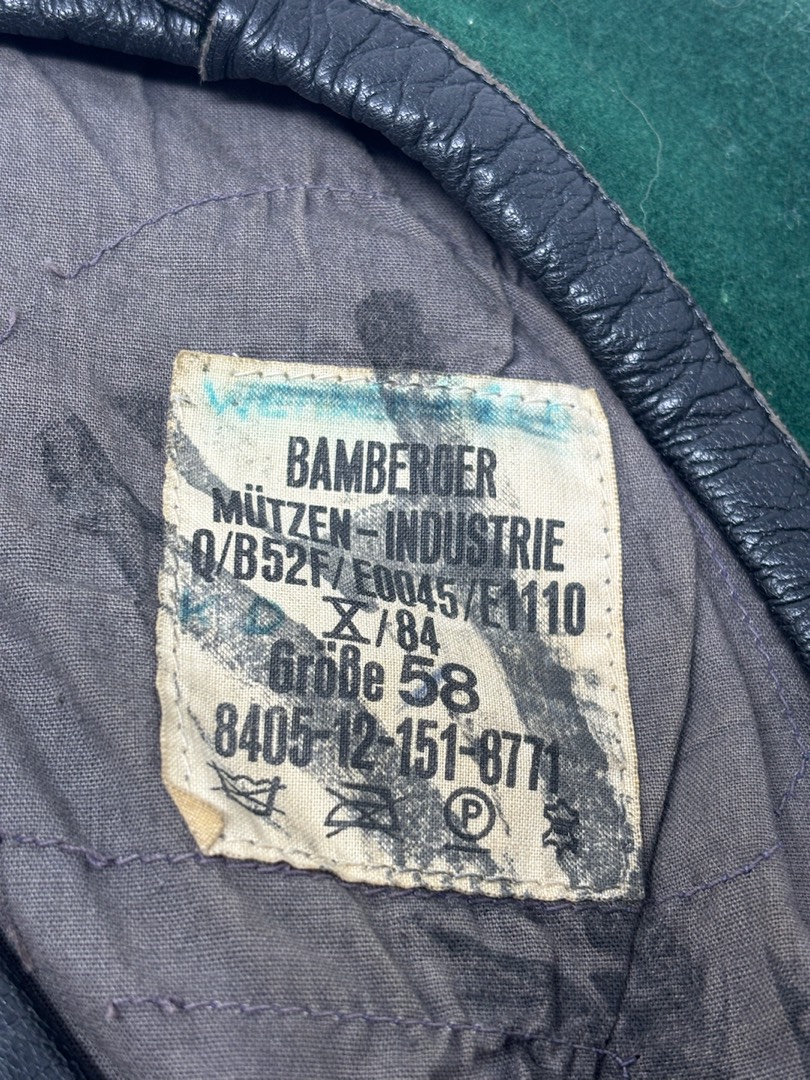 BAMBERGER
MÜTZEN-INDUSTRIE
Q/B52F/E0045/E1110
X/84
Größe 58
8405-12-151-8771
P